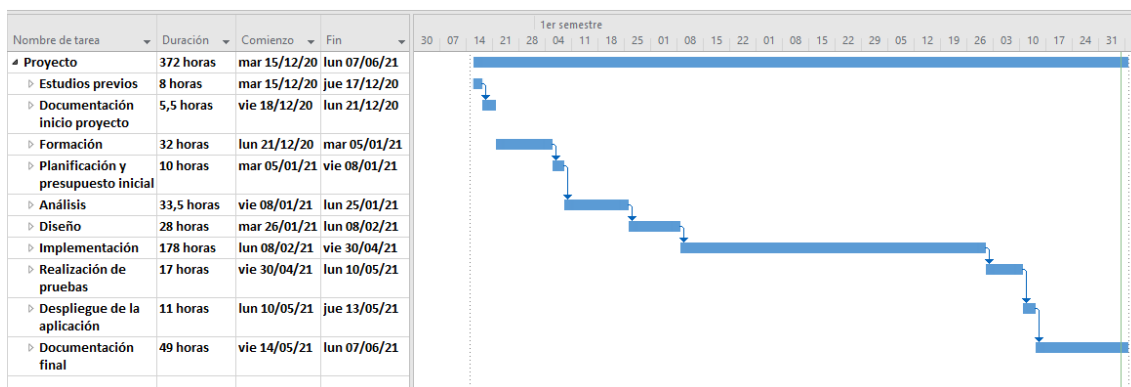 1er semestre
Nombre de tarea Duración Comienzo Fin 30 07 14 21 28 04 11 18 25 01 08 15 22 01 08 15 22 29 05 12 19 26 03 10 17 24 31
Proyecto 372 horas mar 15/12/20 lun 07/06/21
Estudios previos 8 horas mar 15/12/20 jue 17/12/20
Documentación 5,5 horas vie 18/12/20 lun 21/12/20
inicio proyecto
Formación 32 horas lun 21/12/20 mar 05/01/21
Planificación y 10 horas mar 05/01/21 vie 08/01/21
presupuesto inicial
Análisis 33,5 horas vie 08/01/21 lun 25/01/21
Diseño 28 horas mar 26/01/21 lun 08/02/21
Implementación 178 horas lun 08/02/21 vie 30/04/21
Realización de 17 horas vie 30/04/21 lun 10/05/21
pruebas
Despliegue de la 11 horas lun 10/05/21 jue 13/05/21
aplicación
Documentación 49 horas vie 14/05/21 lun 07/06/21
final